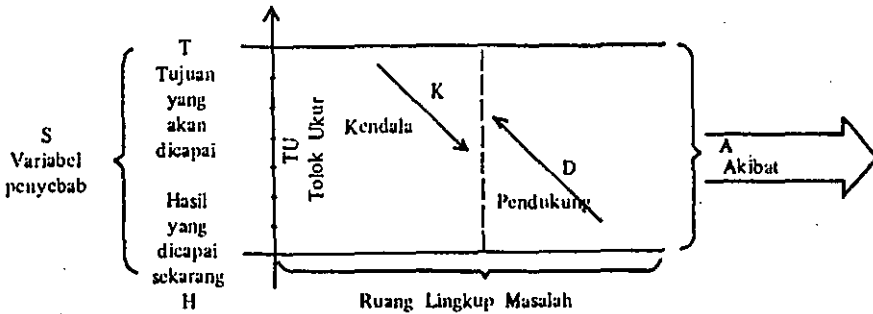 S
Variabel
penyebab
T
Tujuan
yang
akan
dicapai
Hasil
yang
dicapai
sekarang
H
TU
Tolok Ukur
K
Kendala
D
Pendukung
A
Akibat
Ruang Lingkup Masalah